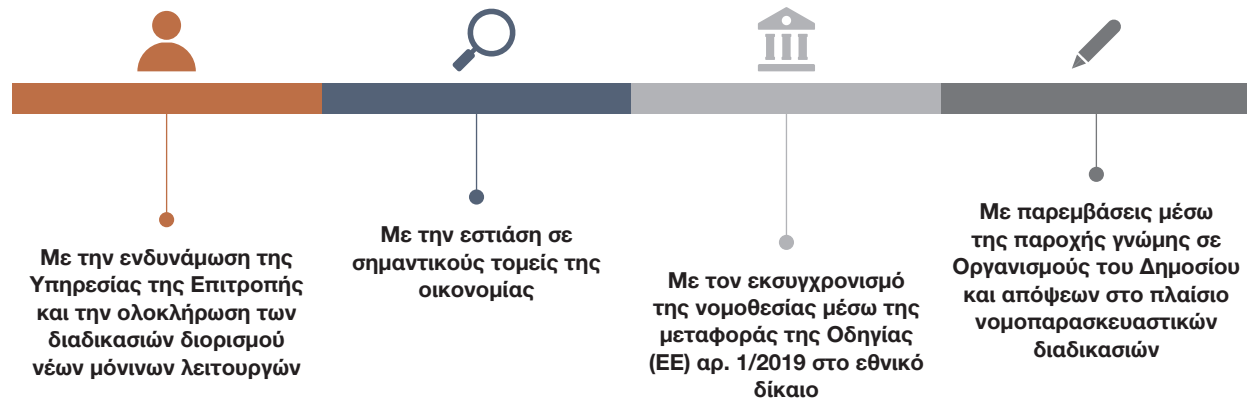 Με την ενδυνάμωση της
Υπηρεσίας της Επιτροπής
και την ολοκλήρωση των
διαδικασιών διορισμού
νέων μόνινων λειτουργών
Με την εστιάση σε
σημαντικούς τομείς της
οικονομίας
Με τον εκσυγχρονισμό
της νομοθεσίας μέσω της
μεταφοράς της Οδηγίας
(ΕΕ) αρ. 1/2019 στο εθνικό
δίκαιο
Με παρεμβάσεις μέσω
της παροχής γνώμης σε
Οργανισμούς του Δημοσίου
και απόψεων στο πλαίσιο
νομοπαρασκευαστικών
διαδικασιών